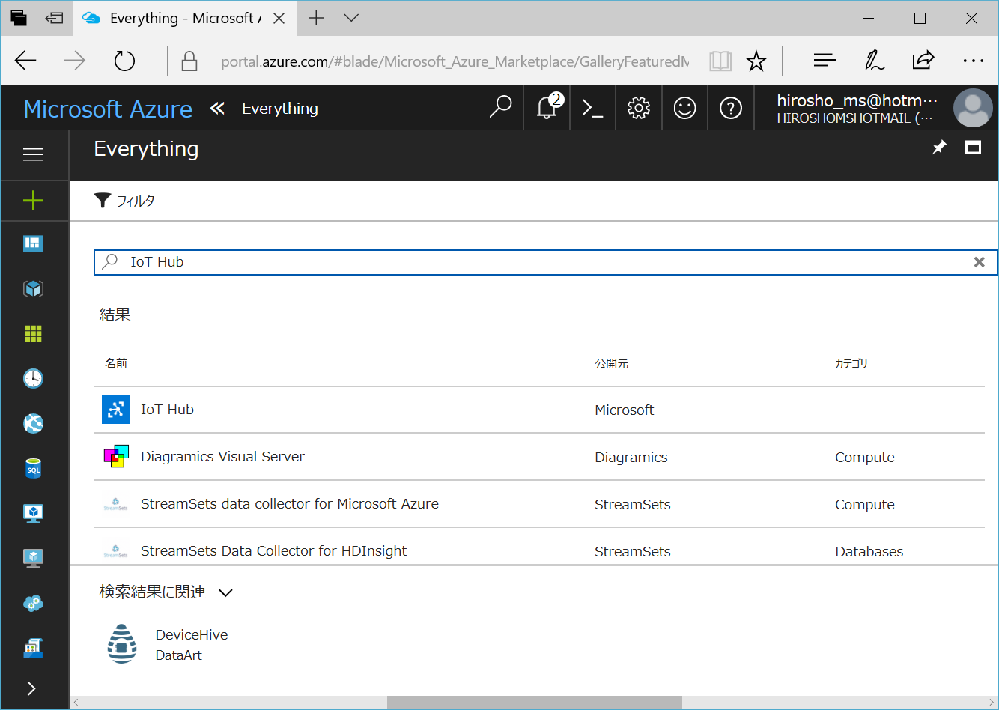 Everything - Microsoft A
portal.azure.com/#blade/Microsoft_Azure_Marketplace/GalleryFeaturedM
Microsoft Azure « Everything
2
hirosho_ms@hotm···
HIROSHOMSHOTMAIL (···
Everything
フィルター
IoT Hub
結果
名前 公開元 カテゴリ
IoT Hub Microsoft
Diagramics Visual Server Diagramics Compute
StreamSets data collector for Microsoft Azure StreamSets Compute
StreamSets Data Collector for HDInsight StreamSets Databases
SQL
検索結果に関連
DeviceHive
DataArt